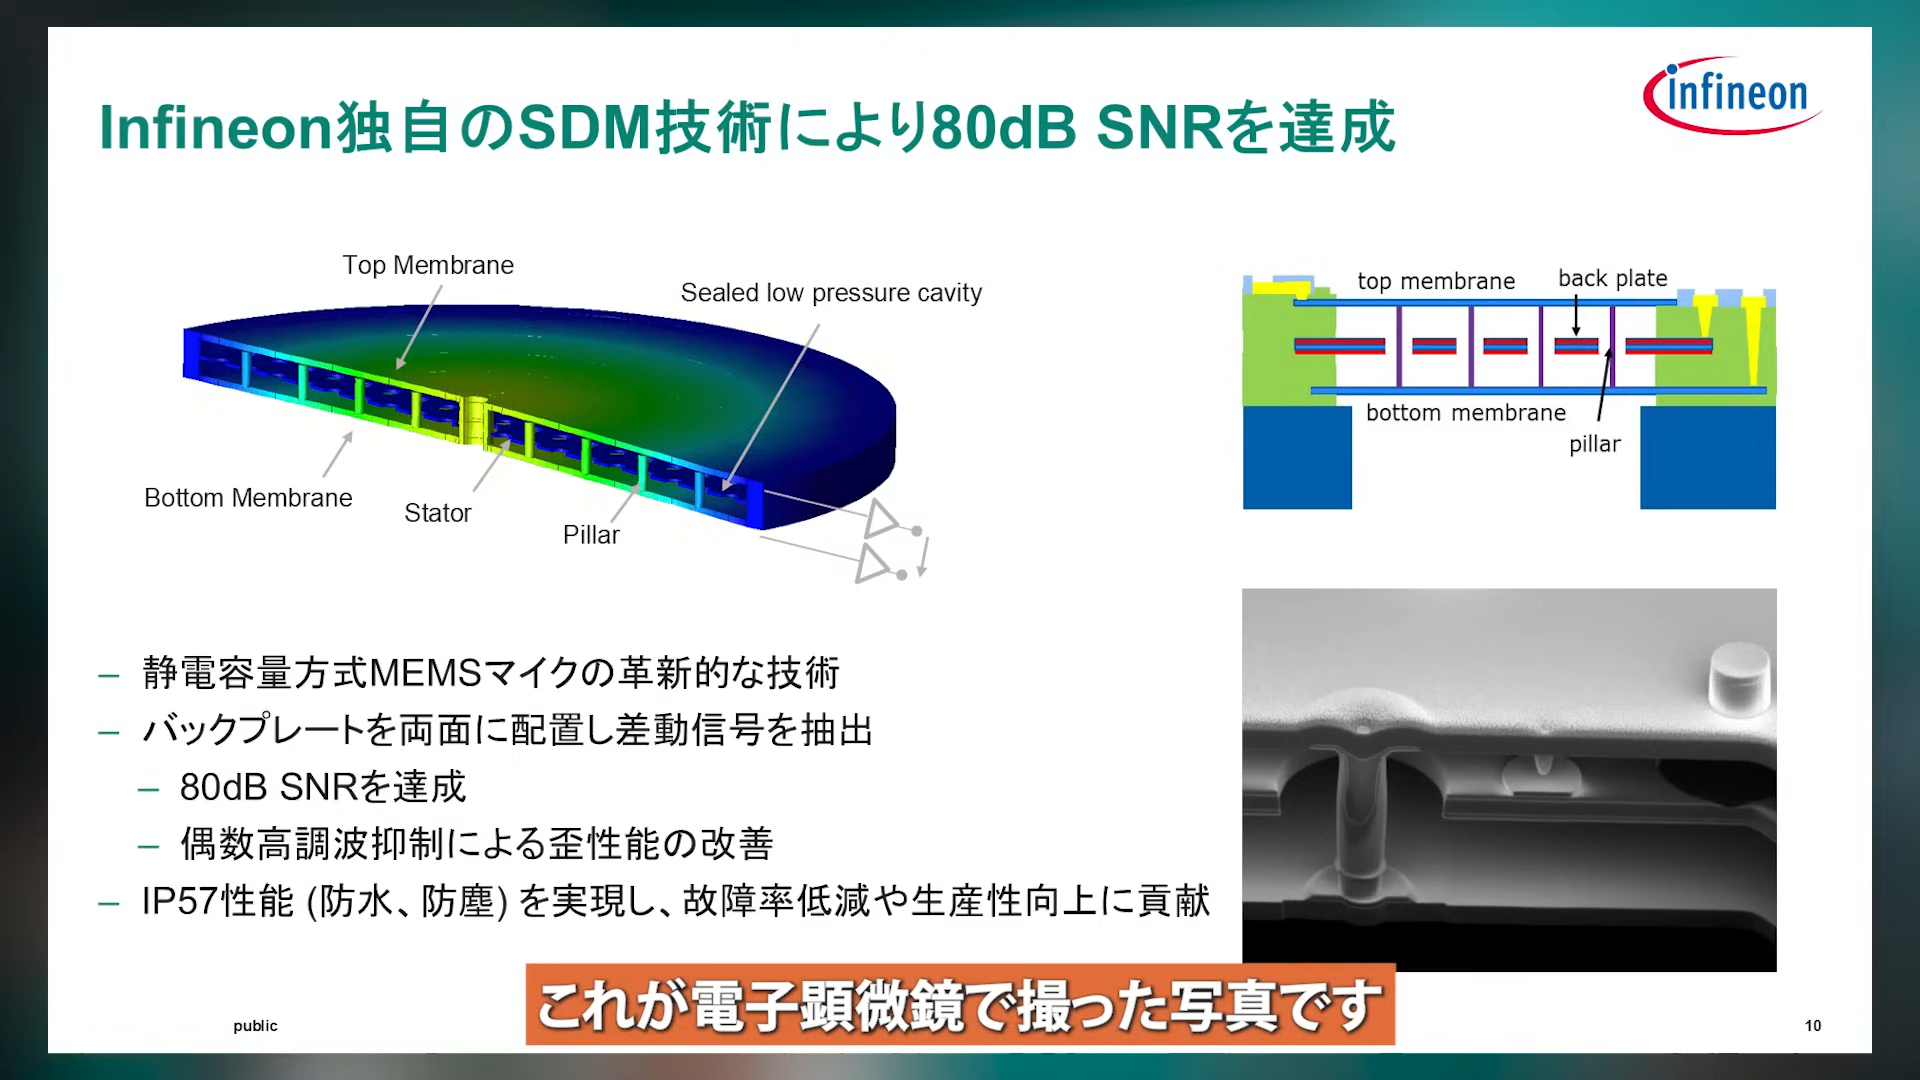 Infineon独自のSDM技術により80dB SNRを達成
infineon
Top Membrane
Sealed low pressure cavity
Bottom Membrane
Stator
Pillar
top membrane
back plate
bottom membrane
pillar
– 静電容量方式MEMSマイクの革新的な技術
– バックプレートを両面に配置し差動信号を抽出
– 80dB SNRを達成
– 偶数高調波抑制による歪性能の改善
– IP57性能 (防水、防塵) を実現し、故障率低減や生産性向上に貢献
これが電子顕微鏡で撮った写真です
public
10